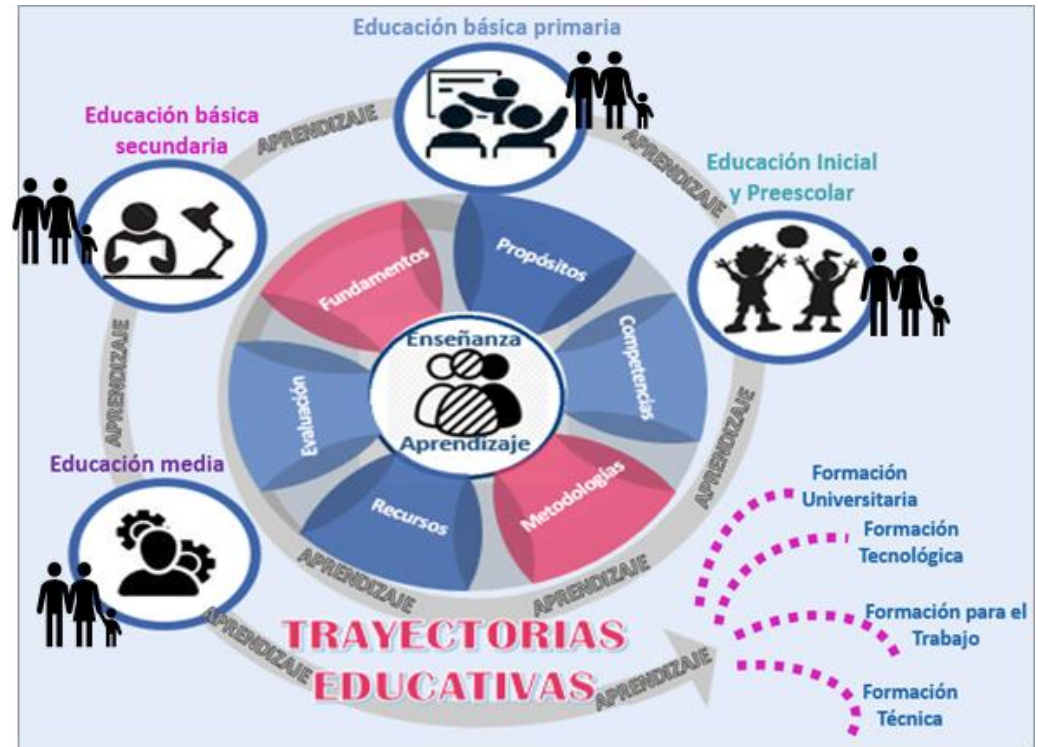 Educación básica primaria
Educación básica
secundaria
APRENDIZAJE
APRENDIZAJE
Educación Inicial
y Preescolar
Fundamentos
Propósitos
Competencias
Enseñanza
Aprendizaje
Evaluación
Metodologías
Recursos
APRENDIZAJE
APRENDIZAJE
Educación media
APRENDIZAJE
APRENDIZAJE
APRENDIZAJE
APRENDIZAJE
TRAYECTORIAS
EDUCATIVAS
Formación
Universitaria
Formación
Tecnológica
Formación para el
Trabajo
Formación
Técnica